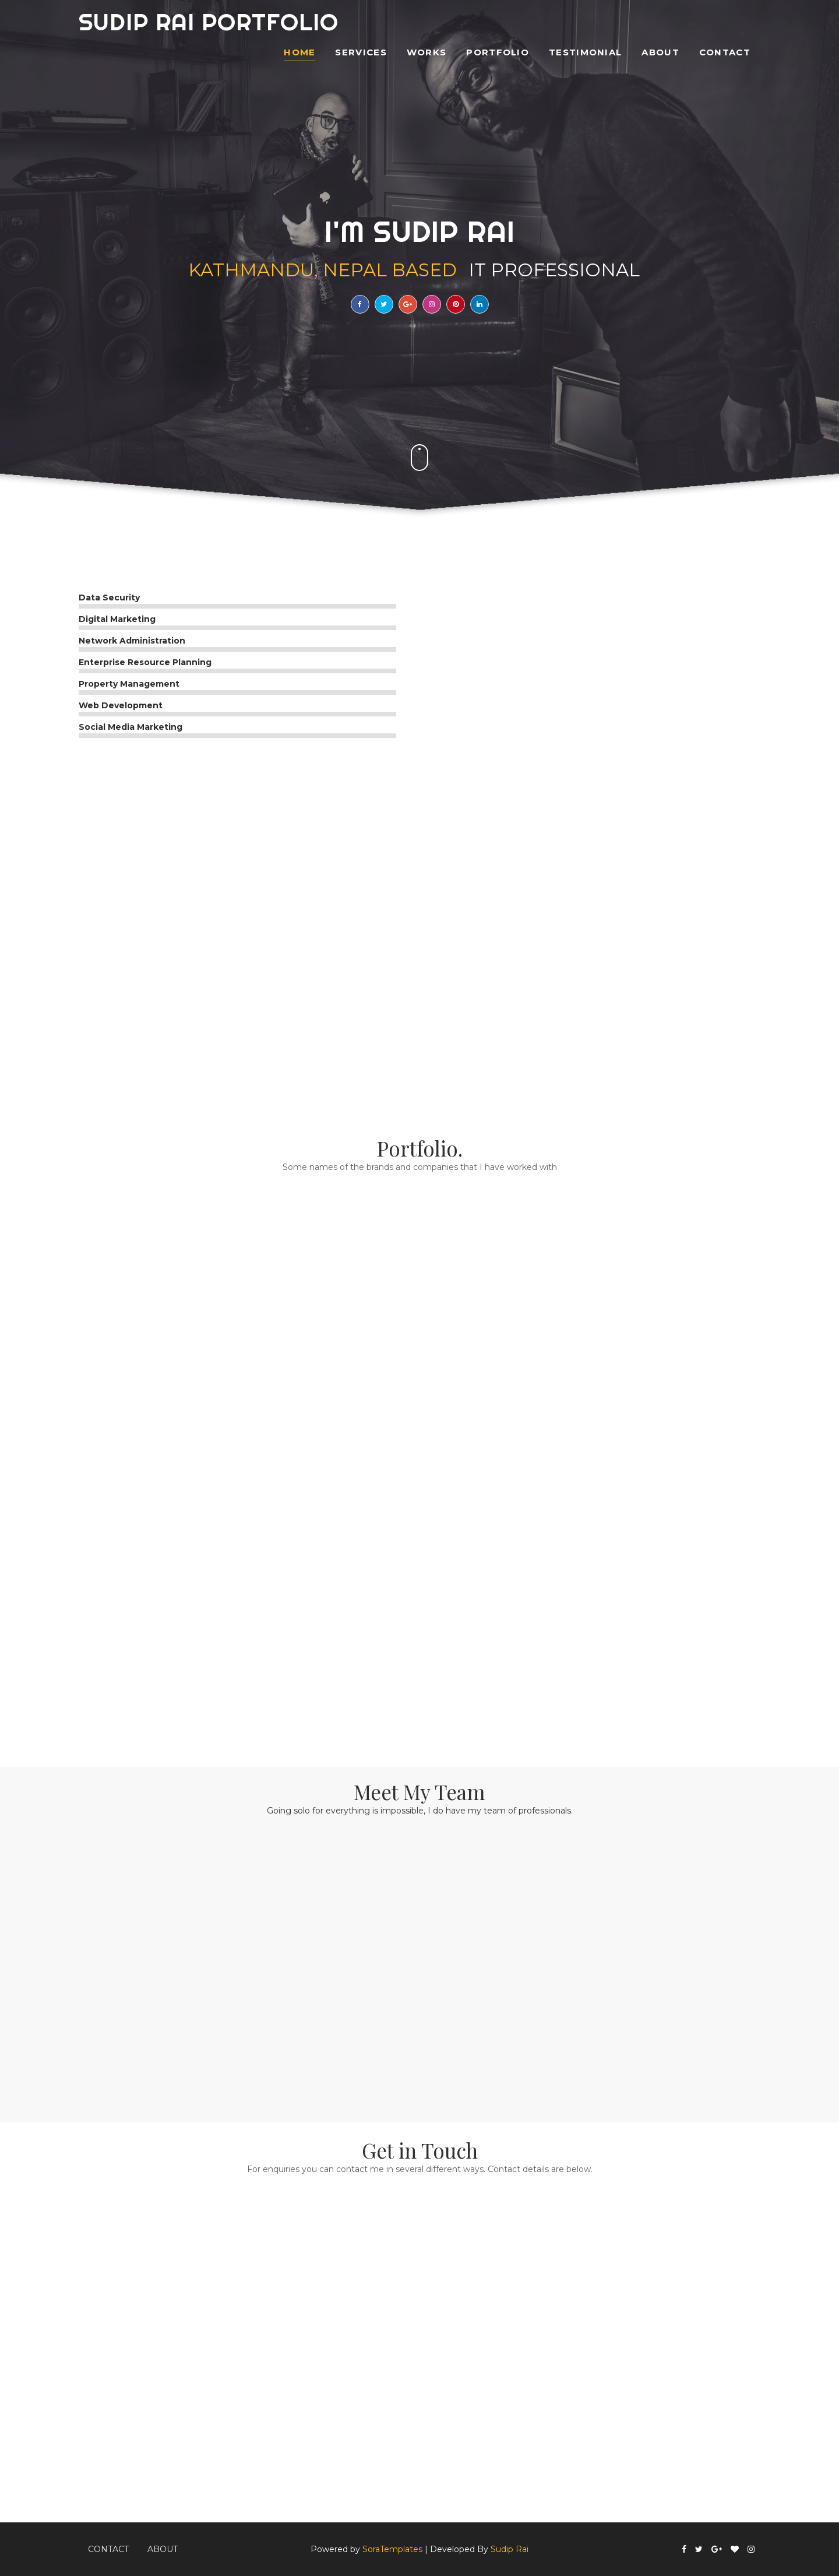 SUDIP RAI PORTFOLIO
HOME SERVICES WORKS PORTFOLIO TESTIMONIAL ABOUT CONTACT
I'M SUDIP RAI
KATHMANDU, NEPAL BASED IT PROFESSIONAL
Data Security
Digital Marketing
Network Administration
Enterprise Resource Planning
Property Management
Web Development
Social Media Marketing
Portfolio.
Some names of the brands and companies that I have worked with
Meet My Team
Going solo for everything is impossible, I do have my team of professionals.
Get in Touch
For enquiries you can contact me in several different ways. Contact details are below.
CONTACT ABOUT Powered by SoraTemplates | Developed By Sudip Rai